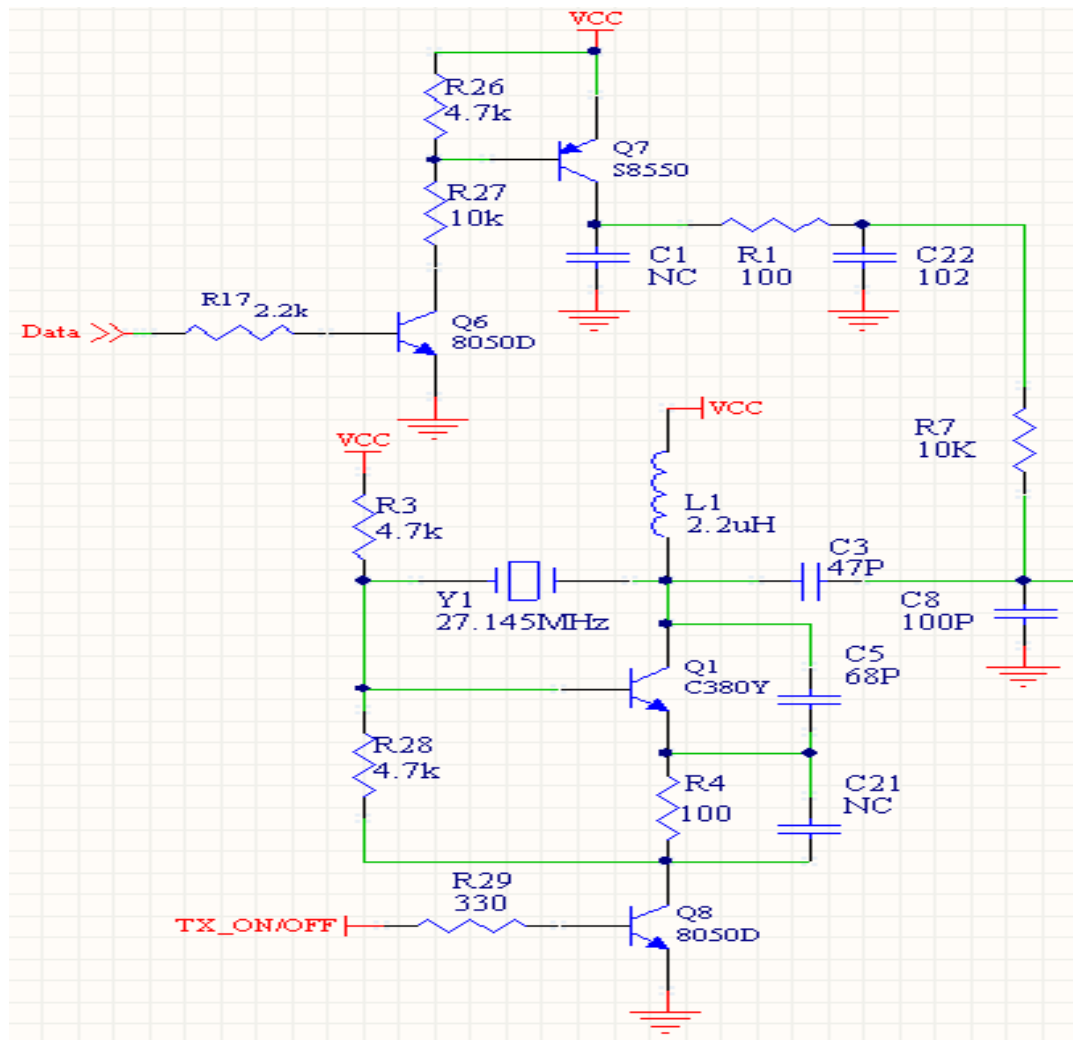 VCC
R26
4.7k
Q7
S8550
R27
10k
C1
NC
R1
100
C22
102
R17
2.2k
Data
Q6
8050D
VCC
VCC
R7
10K
R3
4.7k
L1
2.2uH
C3
47P
Y1
27.145MHz
C8
100P
Q1
C380Y
C5
68P
R28
4.7k
R4
100
C21
NC
R29
330
TX_ON/OFF
Q8
8050D